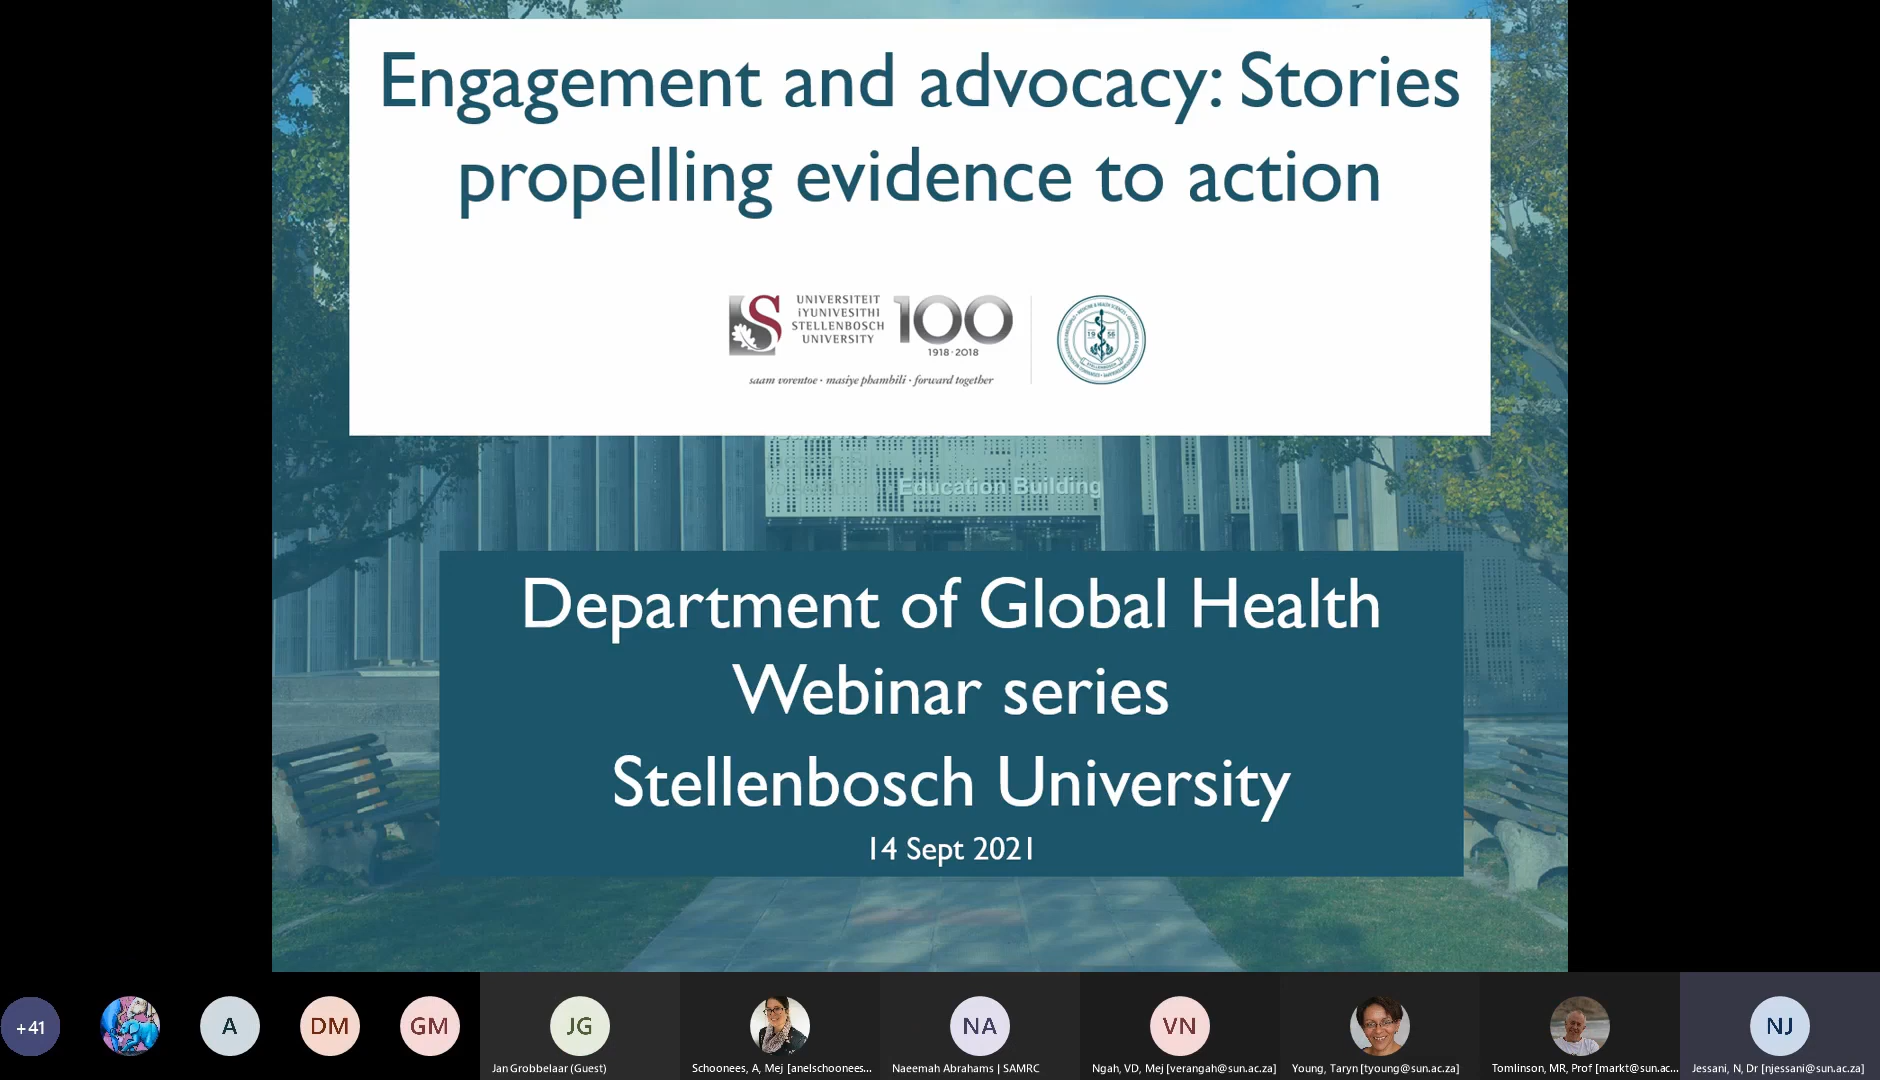 Engagement and advocacy: Stories
propelling evidence to action
UNIVERSITEIT
iYUNIVESITHI
STELLENBOSCH
UNIVERSITY
100
1918 · 2018
saam vorentoe · masiye phambili · forward together
1956
Education Building
Department of Global Health
Webinar series
Stellenbosch University
14 Sept 2021
+41
A
DM
GM
JG
NA
VN
NJ
Jan Grobbelaar (Guest)
Schoonees, A, Mej [anelschoonees...
Naeemah Abrahams | SAMRC
Ngah, VD, Mej [verangah@sun.ac.za]
Young, Taryn [tyoung@sun.ac.za]
Tomlinson, MR, Prof [markt@sun.ac...
Jessani, N, Dr [njessani@sun.ac.za]